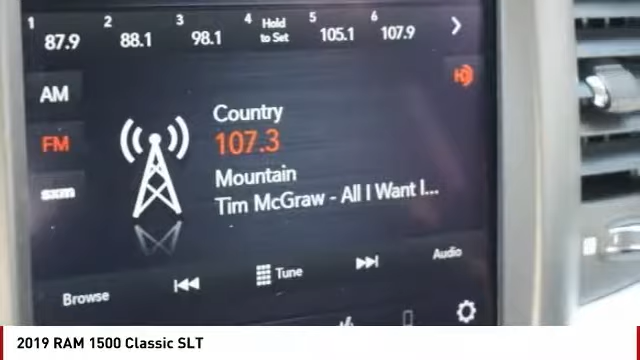 1 2 3 4 Hold to Set 5 6
87.9 88.1 98.1 105.1 107.9
AM
FM
sxm
Country
107.3
Mountain
Tim McGraw - All I Want I...
Browse Tune Audio
2019 RAM 1500 Classic SLT